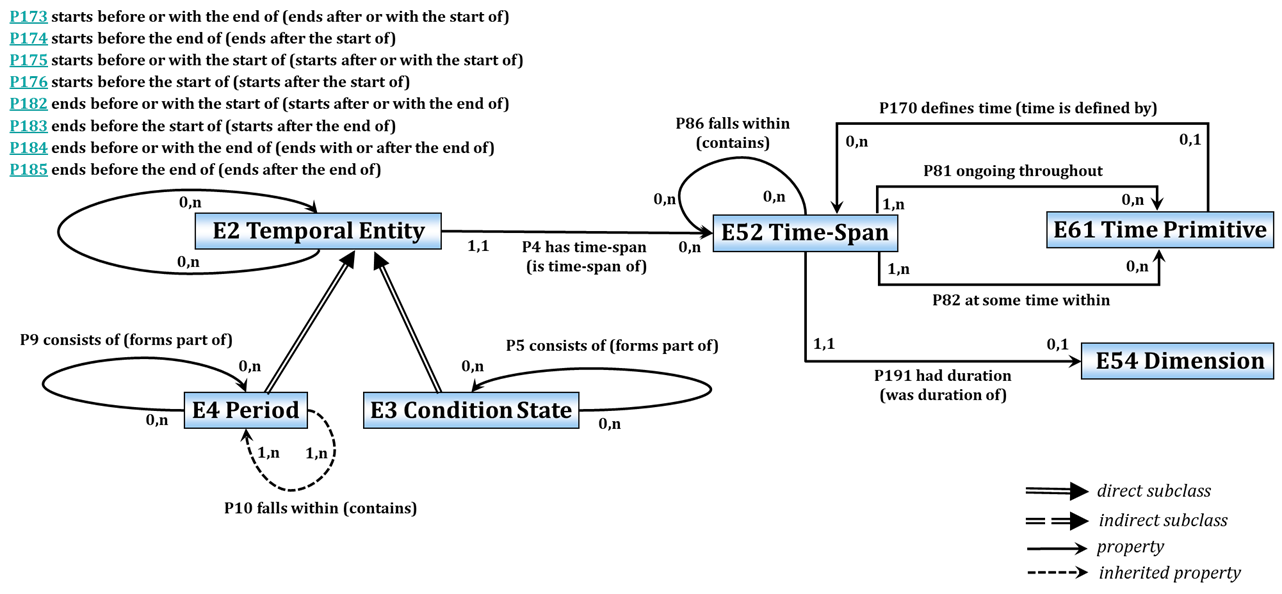 P173 starts before or with the end of (ends after or with the start of)
P174 starts before the end of (ends after the start of)
P175 starts before or with the start of (starts after or with the start of)
P176 starts before the start of (starts after the start of)
P182 ends before or with the start of (starts after or with the end of)
P183 ends before the start of (starts after the end of)
P184 ends before or with the end of (ends with or after the end of)
P185 ends before the end of (ends after the end of)
P170 defines time (time is defined by)
P86 falls within
(contains)
0,n
0,1
P81 ongoing throughout
0,n
0,n
0,n
1,n
0,n
E2 Temporal Entity
E52 Time-Span
E61 Time Primitive
1,1
P4 has time-span
(is time-span of)
0,n
0,n
1,n
0,n
P82 at some time within
P9 consists of (forms part of)
P5 consists of (forms part of)
1,1
0,1
0,n
0,n
E54 Dimension
P191 had duration
(was duration of)
E4 Period
E3 Condition State
0,n
0,n
1,n
1,n
P10 falls within (contains)
direct subclass
indirect subclass
property
inherited property